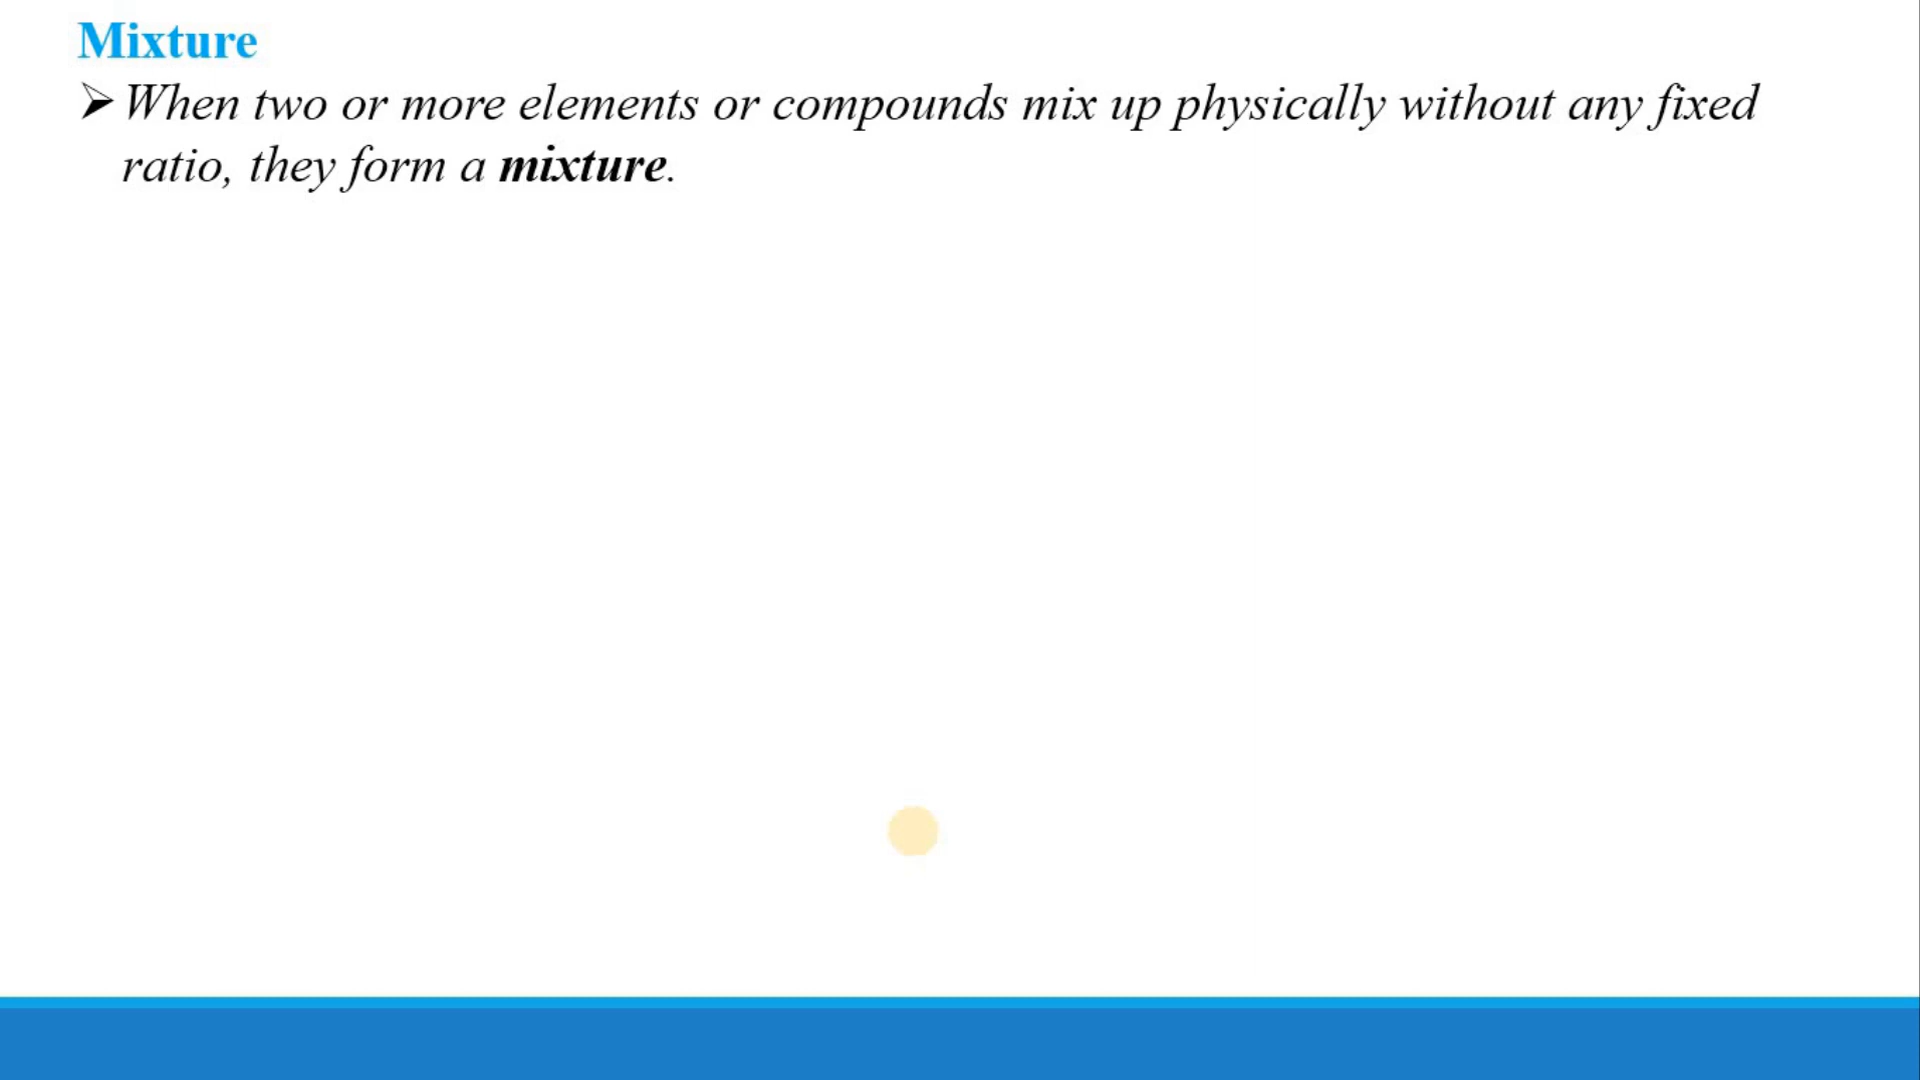 Mixture
➢ When two or more elements or compounds mix up physically without any fixed
ratio, they form a mixture.